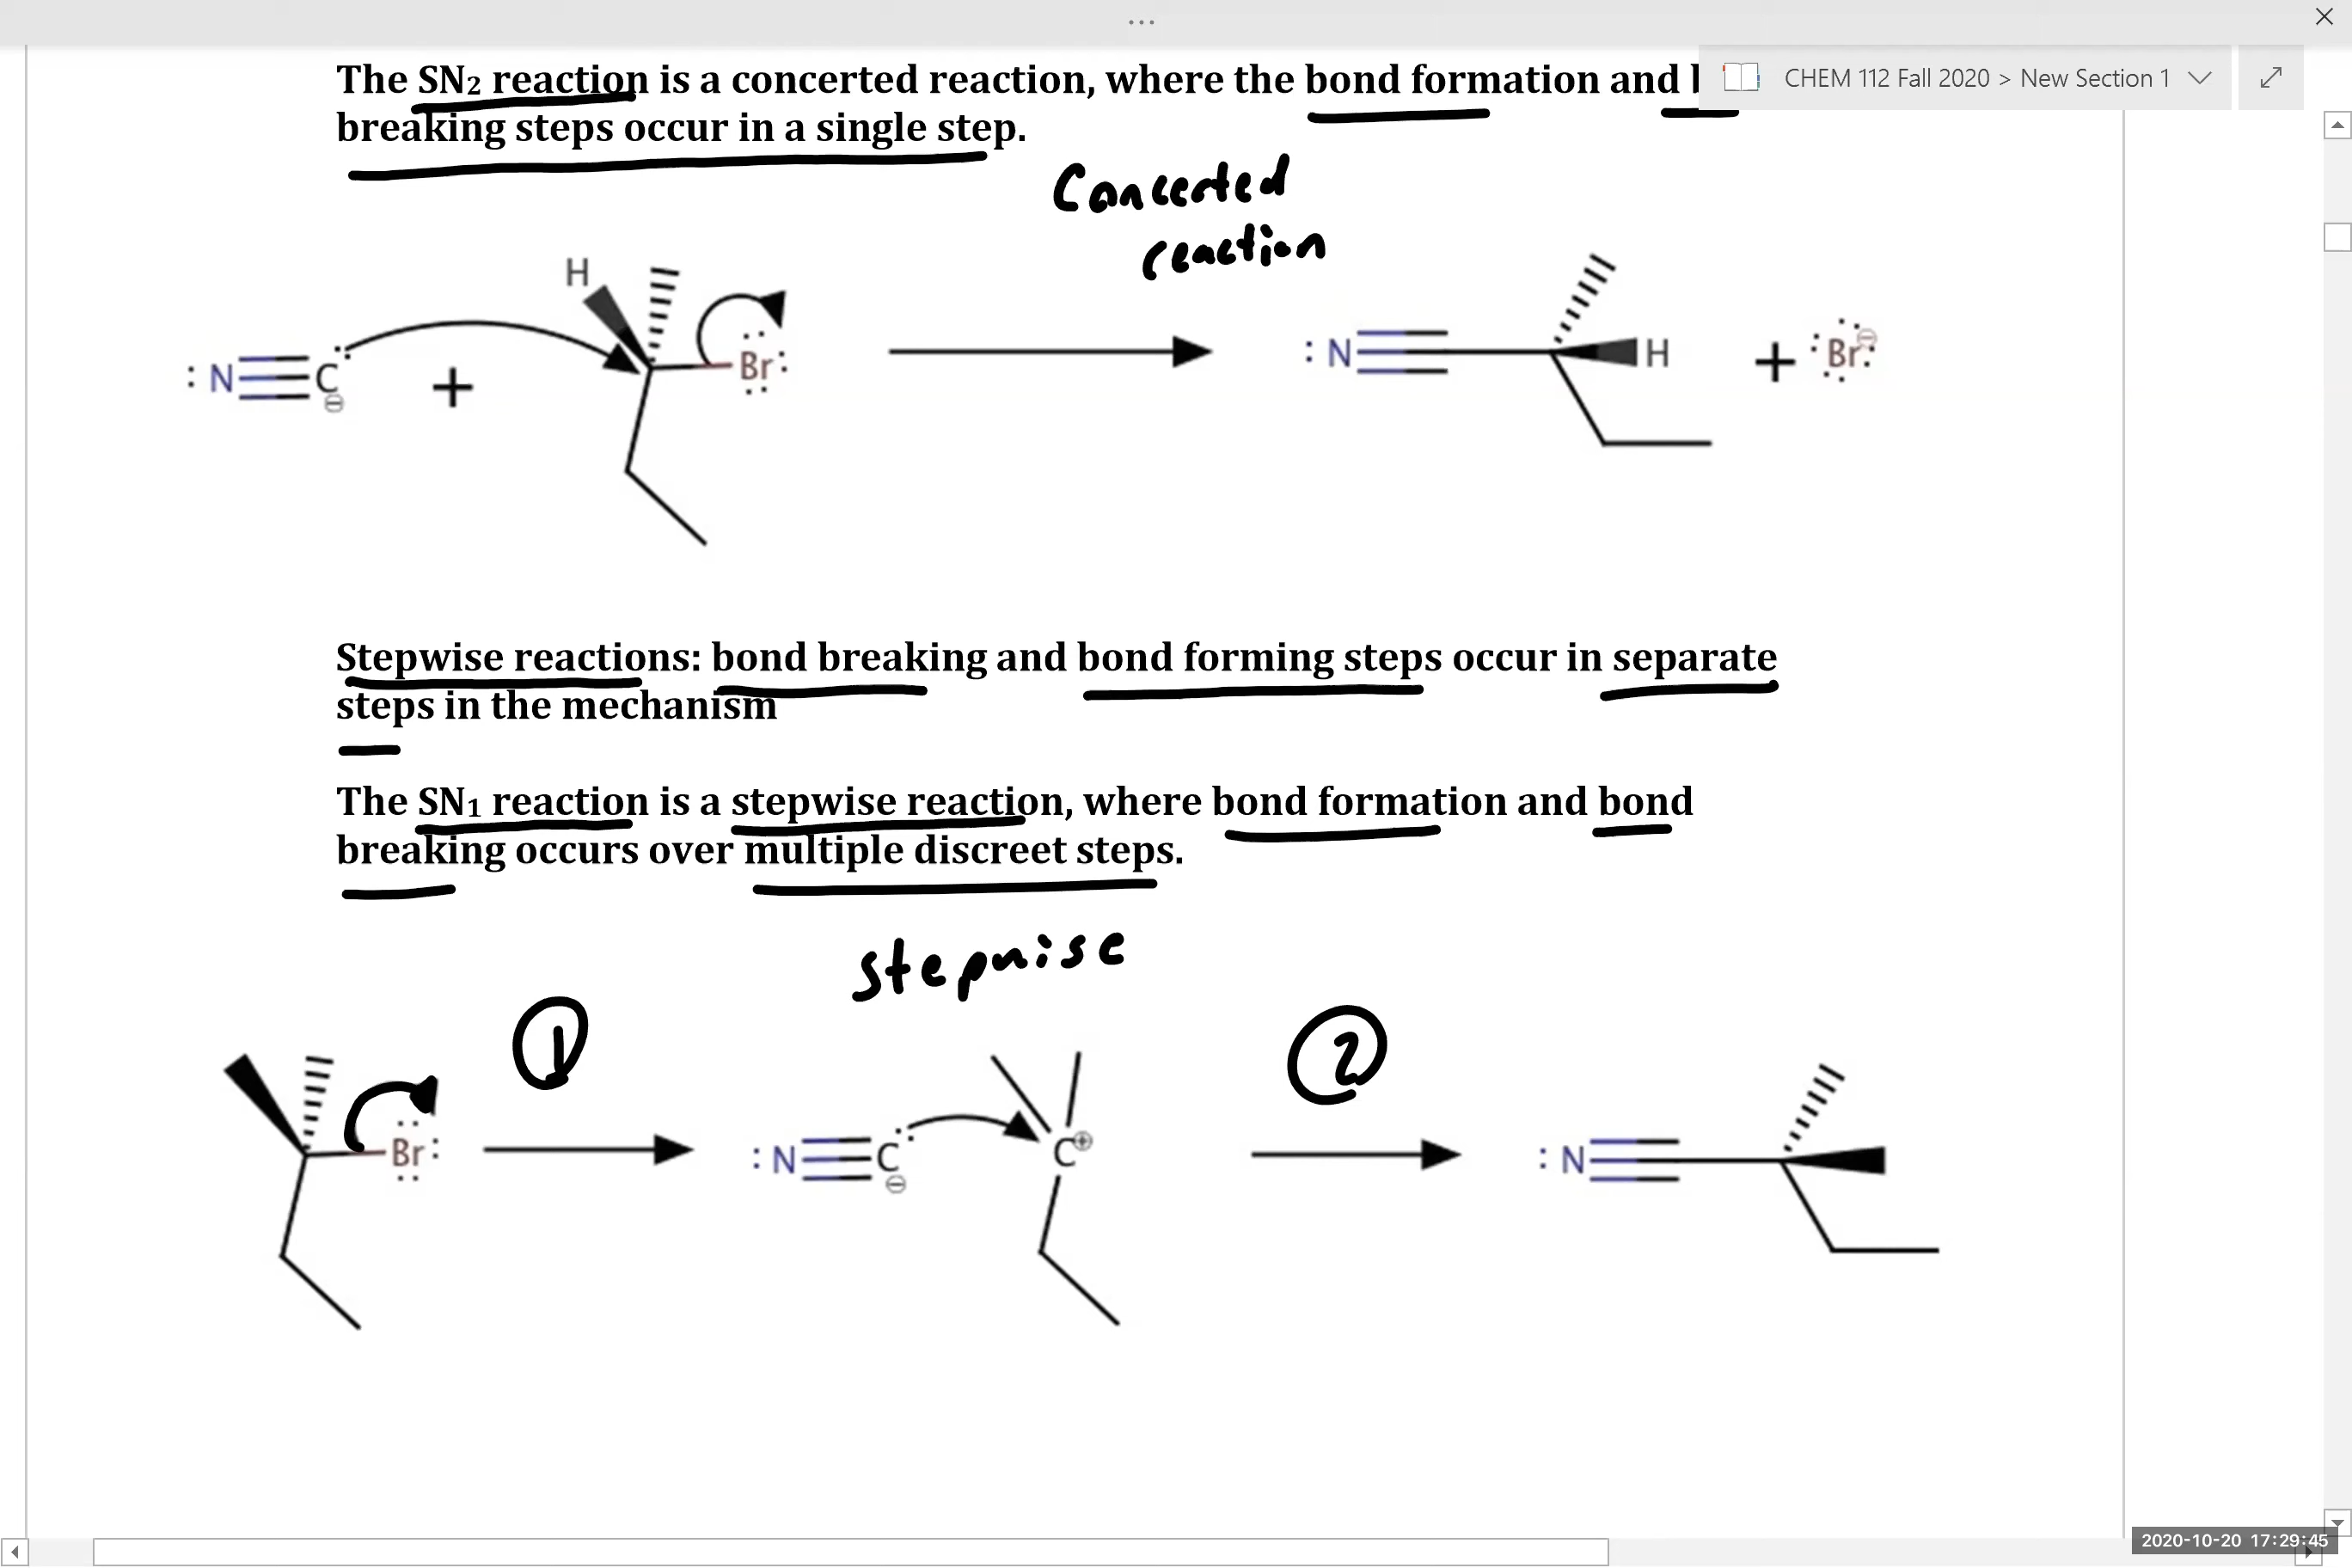 ...
The SN2 reaction is a concerted reaction, where the bond formation and
CHEM 112 Fall 2020 > New Section 1
breaking steps occur in a single step.
Concerted
reaction
H
:N C + Br: :N H + :Br:
Stepwise reactions: bond breaking and bond forming steps occur in separate
steps in the mechanism
The SN1 reaction is a stepwise reaction, where bond formation and bond
breaking occurs over multiple discreet steps.
stepwise
1 2
Br: :N C C⊕ :N
⊖
2020-10-20 17:29:45